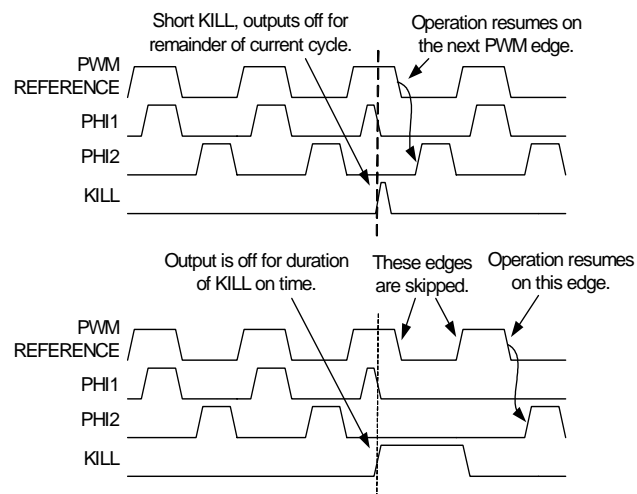 Short KILL, outputs off for
remainder of current cycle.
Operation resumes on
the next PWM edge.
PWM
REFERENCE
PHI1
PHI2
KILL
Output is off for duration
of KILL on time.
These edges
are skipped.
Operation resumes
on this edge.
PWM
REFERENCE
PHI1
PHI2
KILL